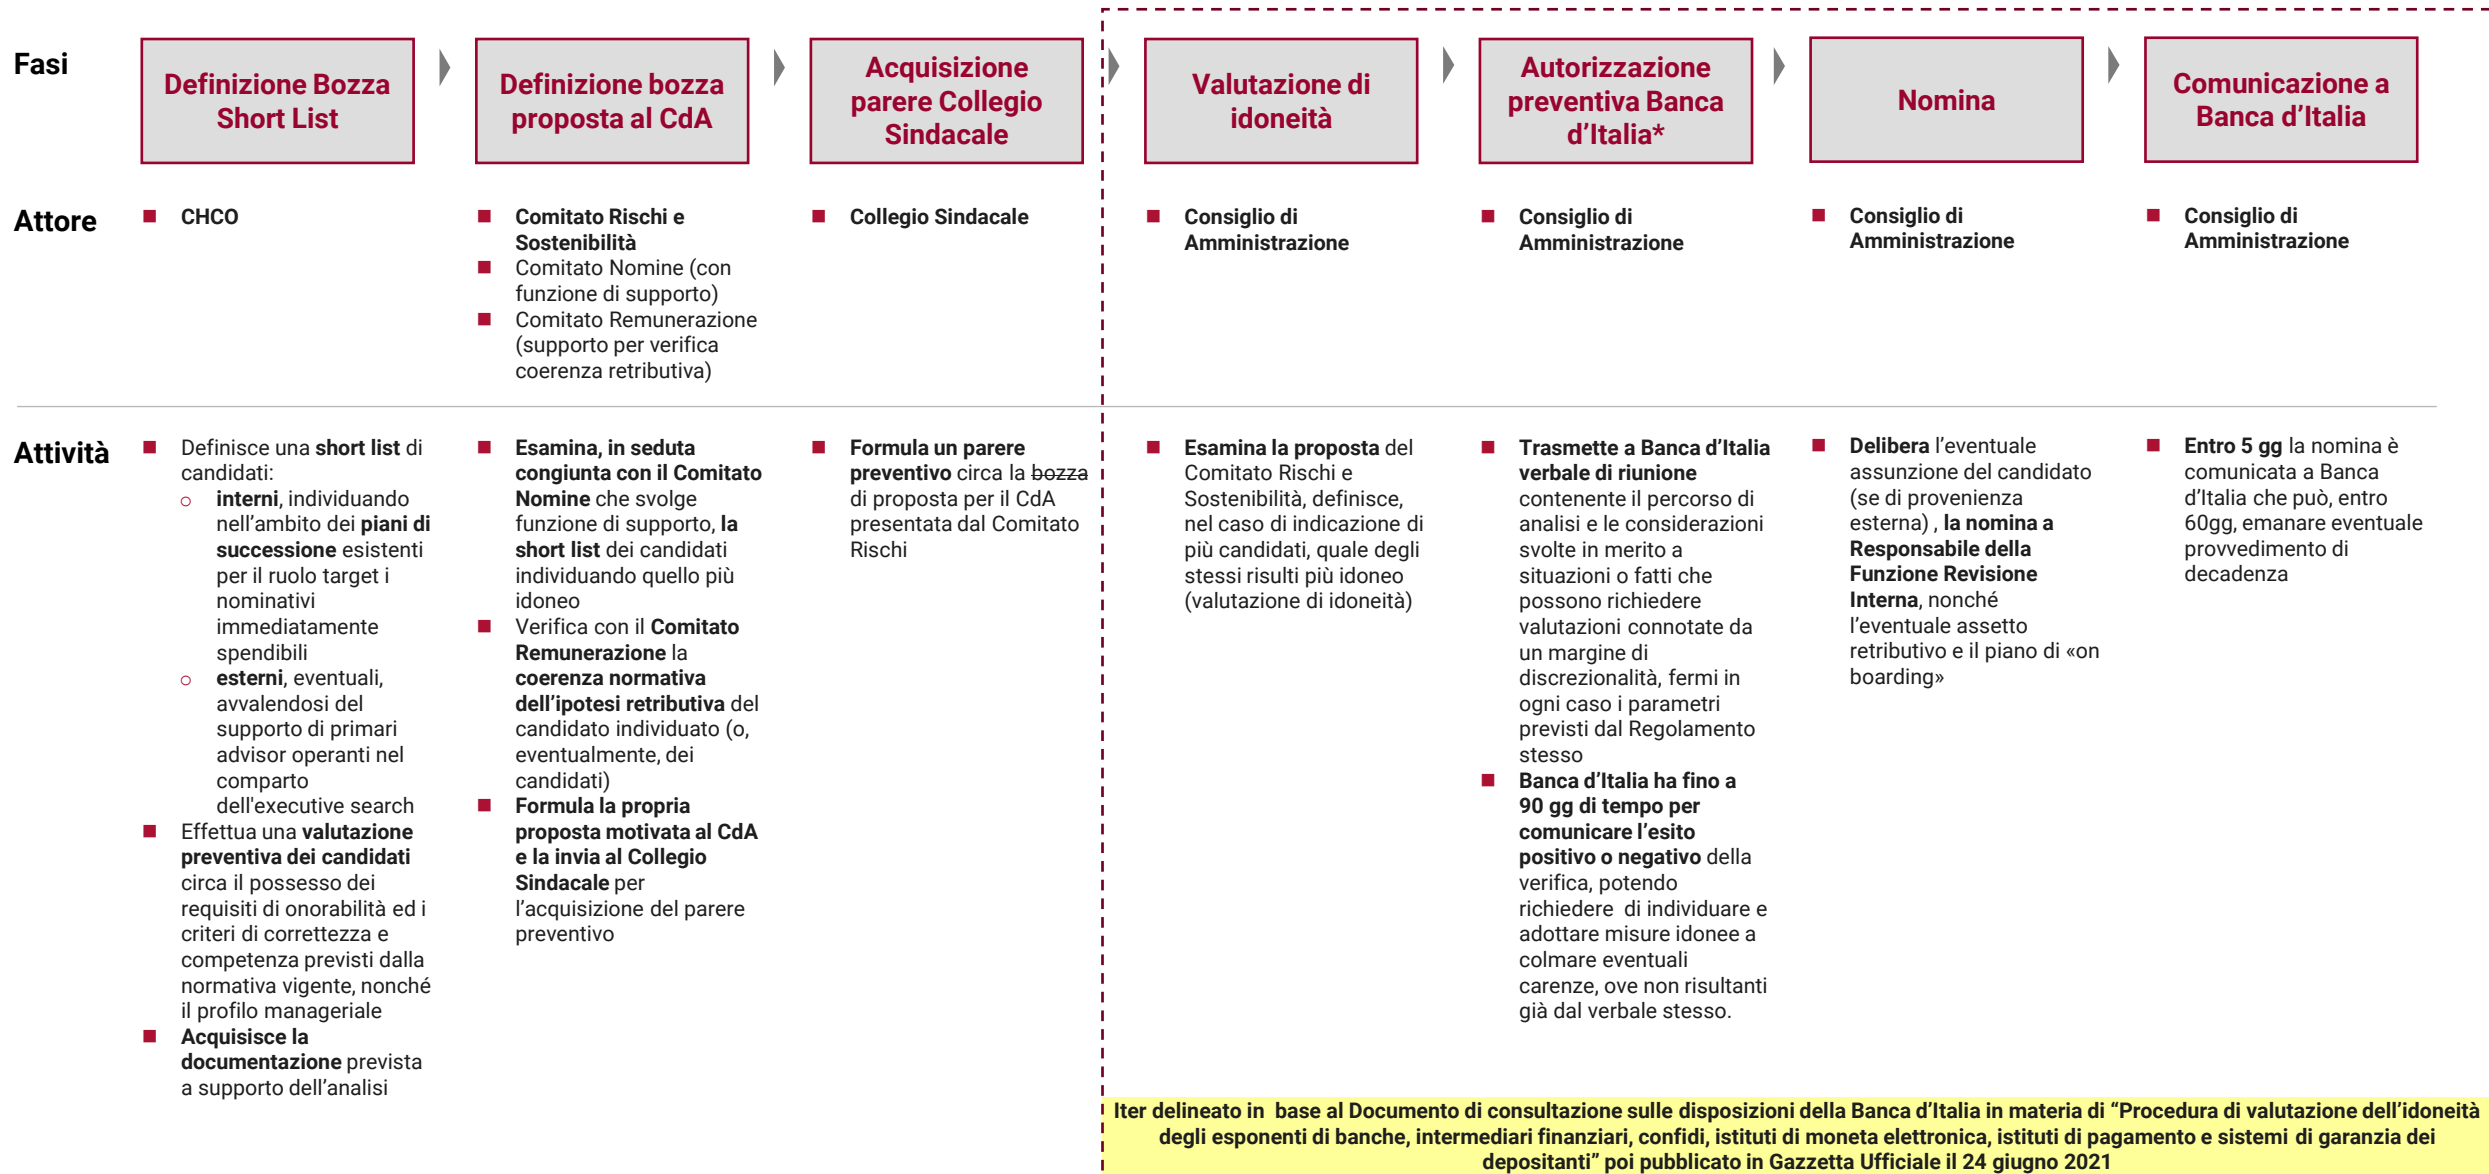 Fasi
Definizione Bozza
Short List
Definizione bozza
proposta al CdA
Acquisizione
parere Collegio
Sindacale
Valutazione di
idoneità
Autorizzazione
preventiva Banca
d’Italia*
Nomina
Comunicazione a
Banca d’Italia
Attore
CHCO
Comitato Rischi e
Sostenibilità
Comitato Nomine (con
funzione di supporto)
Comitato Remunerazione
(supporto per verifica
coerenza retributiva)
Collegio Sindacale
Consiglio di
Amministrazione
Consiglio di
Amministrazione
Consiglio di
Amministrazione
Consiglio di
Amministrazione
Attività
Definisce una short list di
candidati:
interni, individuando
nell’ambito dei piani di
successione esistenti
per il ruolo target i
nominativi
immediatamente
spendibili
esterni, eventuali,
avvalendosi del
supporto di primari
advisor operanti nel
comparto
dell'executive search
Effettua una valutazione
preventiva dei candidati
circa il possesso dei
requisiti di onorabilità ed i
criteri di correttezza e
competenza previsti dalla
normativa vigente, nonché
il profilo manageriale
Acquisisce la
documentazione prevista
a supporto dell’analisi
Esamina, in seduta
congiunta con il Comitato
Nomine che svolge
funzione di supporto, la
short list dei candidati
individuando quello più
idoneo
Verifica con il Comitato
Remunerazione la
coerenza normativa
dell’ipotesi retributiva del
candidato individuato (o,
eventualmente, dei
candidati)
Formula la propria
proposta motivata al CdA
e la invia al Collegio
Sindacale per
l’acquisizione del parere
preventivo
Formula un parere
preventivo circa la bozza
di proposta per il CdA
presentata dal Comitato
Rischi
Esamina la proposta del
Comitato Rischi e
Sostenibilità, definisce,
nel caso di indicazione di
più candidati, quale degli
stessi risulti più idoneo
(valutazione di idoneità)
Trasmette a Banca d’Italia
verbale di riunione
contenente il percorso di
analisi e le considerazioni
svolte in merito a
situazioni o fatti che
possono richiedere
valutazioni connotate da
un margine di
discrezionalità, fermi in
ogni caso i parametri
previsti dal Regolamento
stesso
Banca d’Italia ha fino a
90 gg di tempo per
comunicare l’esito
positivo o negativo della
verifica, potendo
richiedere di individuare e
adottare misure idonee a
colmare eventuali
carenze, ove non risultanti
già dal verbale stesso.
Delibera l’eventuale
assunzione del candidato
(se di provenienza
esterna) , la nomina a
Responsabile della
Funzione Revisione
Interna, nonché
l’eventuale assetto
retributivo e il piano di «on
boarding»
Entro 5 gg la nomina è
comunicata a Banca
d’Italia che può, entro
60gg, emanare eventuale
provvedimento di
decadenza
Iter delineato in base al Documento di consultazione sulle disposizioni della Banca d’Italia in materia di “Procedura di valutazione dell’idoneità
degli esponenti di banche, intermediari finanziari, confidi, istituti di moneta elettronica, istituti di pagamento e sistemi di garanzia dei
depositanti” poi pubblicato in Gazzetta Ufficiale il 24 giugno 2021